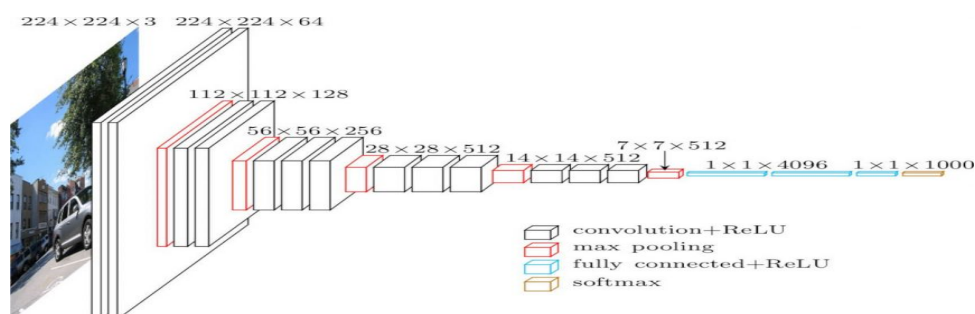 224 × 224 × 3
224 × 224 × 64
112 × 112 × 128
56 × 56 × 256
28 × 28 × 512
14 × 14 × 512
7 × 7 × 512
1 × 1 × 4096
1 × 1 × 1000
convolution+ReLU
max pooling
fully connected+ReLU
softmax